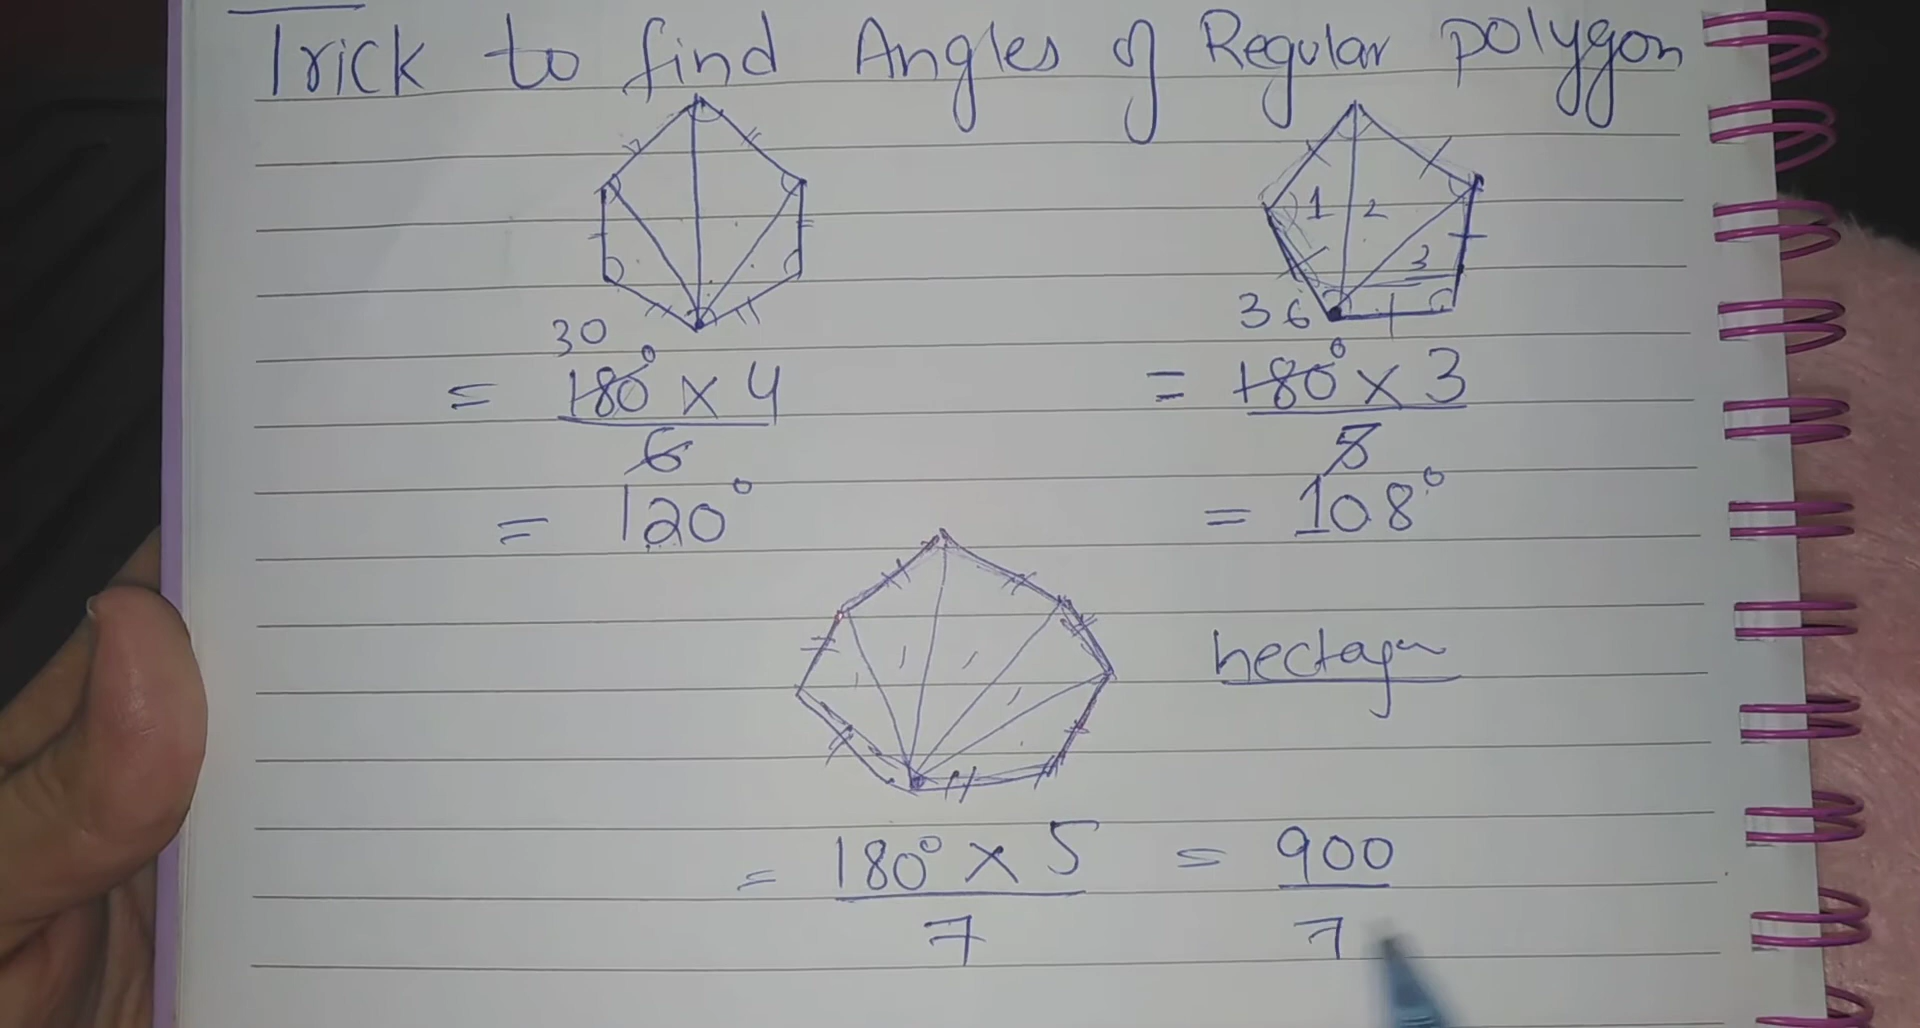 Trick to find Angles of Regular polygon
1 2 3
30
= 180° × 4 / 6
= 120°
36
= 180° × 3 / 5
= 108°
hectagon
= 180° × 5 / 7 = 900 / 7